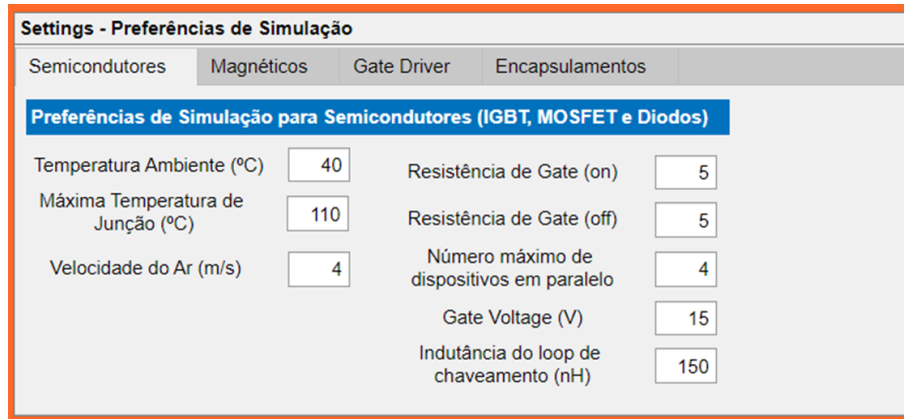 Settings - Preferências de Simulação
Semicondutores Magnéticos Gate Driver Encapsulamentos
Preferências de Simulação para Semicondutores (IGBT, MOSFET e Diodos)
Temperatura Ambiente (ºC) 40
Máxima Temperatura de
Junção (ºC) 110
Velocidade do Ar (m/s) 4
Resistência de Gate (on) 5
Resistência de Gate (off) 5
Número máximo de
dispositivos em paralelo 4
Gate Voltage (V) 15
Indutância do loop de
chaveamento (nH) 150